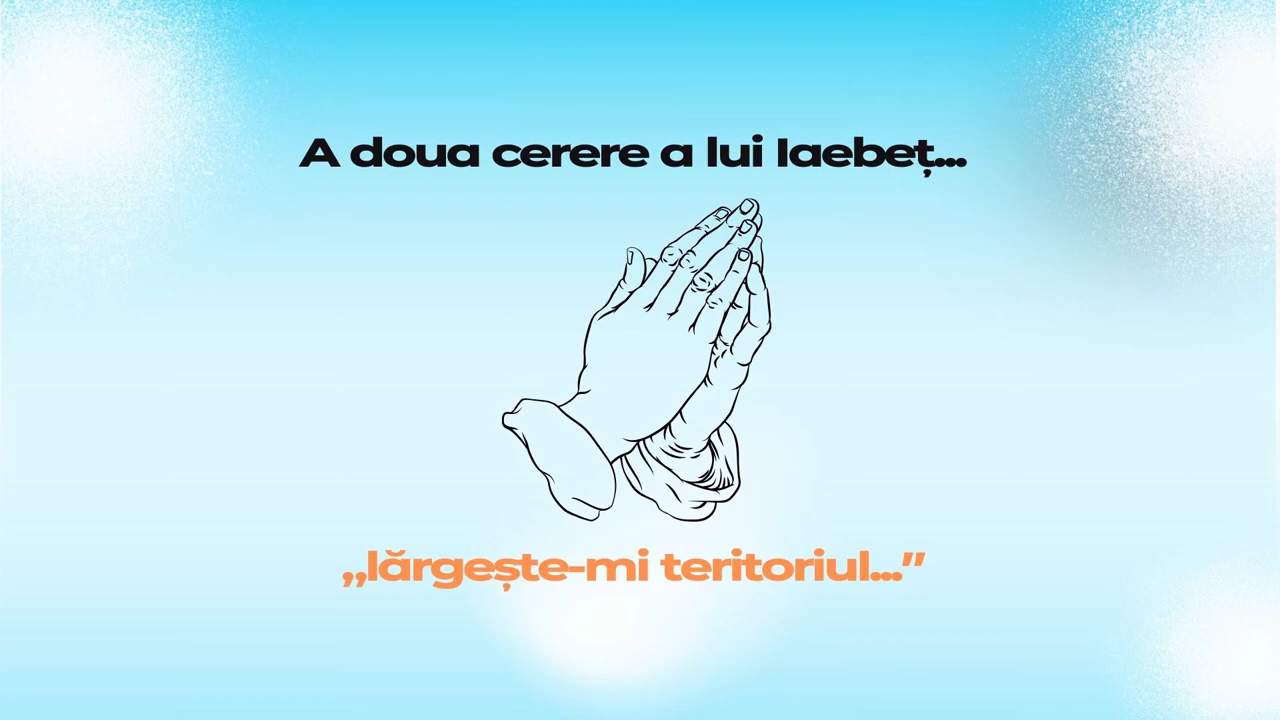 A doua cerere a lui Iaebeț...
,,lărgește-mi teritoriul...”